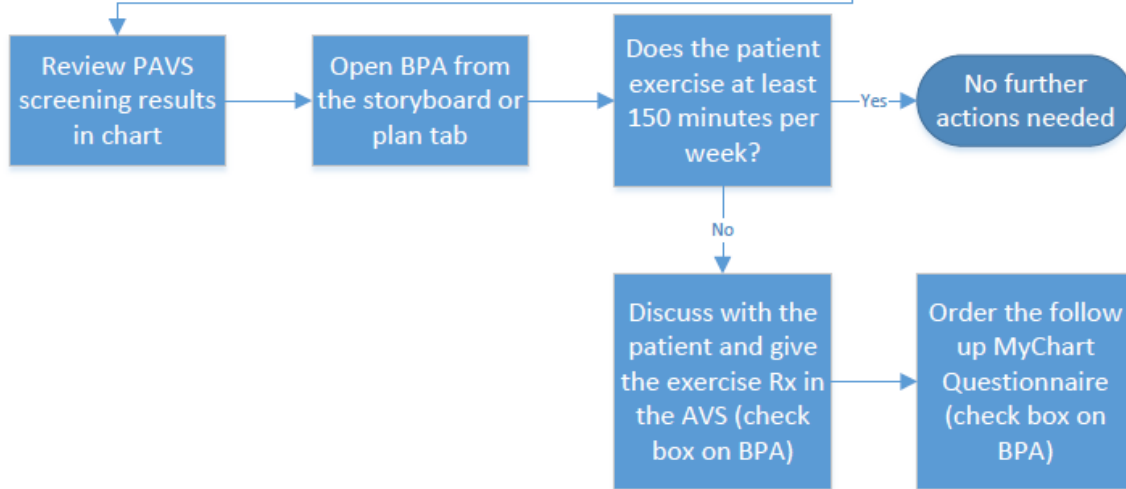 Review PAVS
screening results
in chart
Open BPA from
the storyboard or
plan tab
Does the patient
exercise at least
150 minutes per
week?
Yes
No further
actions needed
No
Discuss with the
patient and give
the exercise Rx in
the AVS (check
box on BPA)
Order the follow
up MyChart
Questionnaire
(check box on
BPA)